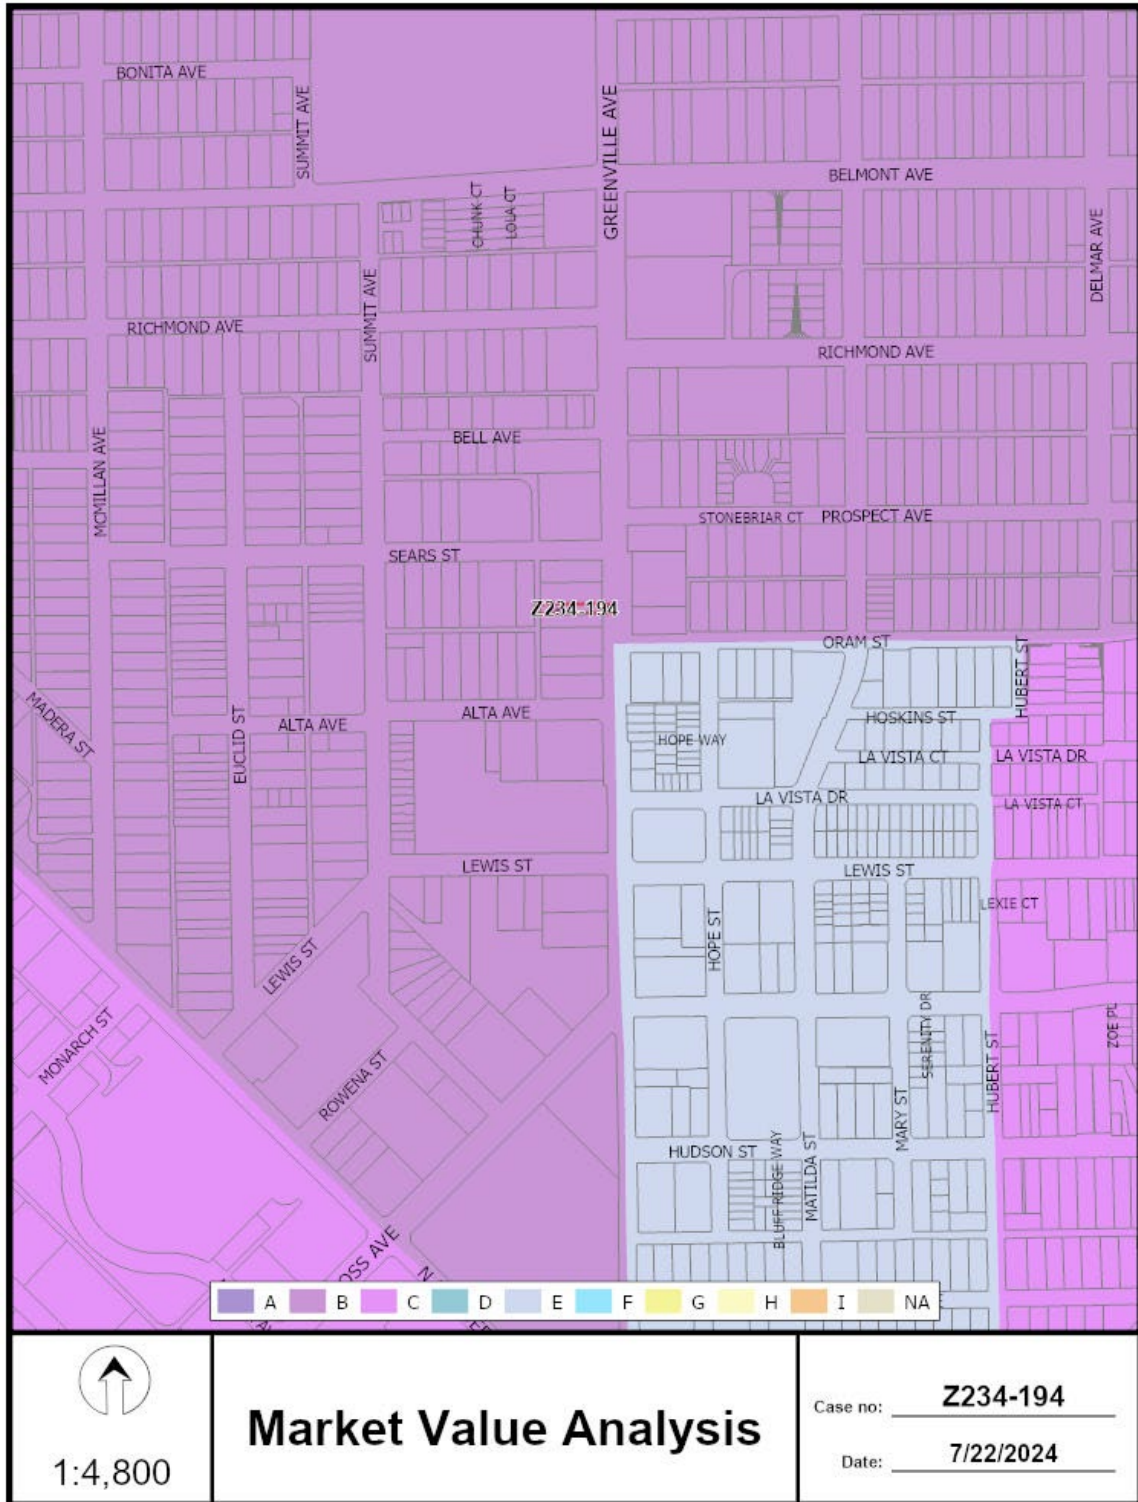 BONITA AVE
SUMMIT AVE
GREENVILLE AVE
BELMONT AVE
CHUNK CT
LOLA CT
DELMAR AVE
SUMMIT AVE
RICHMOND AVE
RICHMOND AVE
MCMILLAN AVE
BELL AVE
STONEBRIAR CT
PROSPECT AVE
SEARS ST
Z234-194
ORAM ST
HUBERT ST
MADERA ST
EUCLID ST
ALTA AVE
ALTA AVE
HOSKINS ST
HOPE WAY
LA VISTA CT
LA VISTA DR
LA VISTA DR
LA VISTA CT
LEWIS ST
LEWIS ST
LEXIE CT
HOPE ST
LEWIS ST
SERENITY DR
ZOE PL
MONARCH ST
HUBERT ST
ROWENA ST
MARY ST
HUDSON ST
BLUFF RIDGE WAY
MATILDA ST
OSS AVE
N
A B C D E F G H I NA
1:4,800
Market Value Analysis
Case no: Z234-194
Date: 7/22/2024